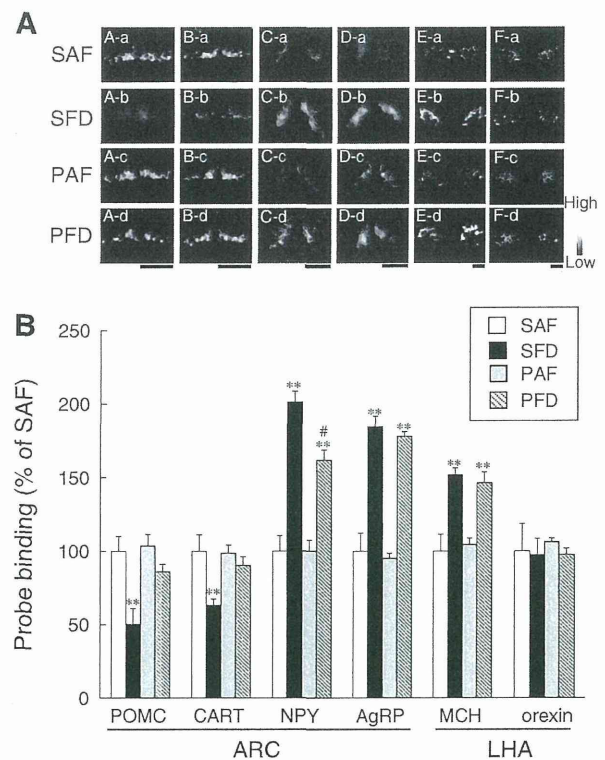 A
SAF A-a B-a C-a D-a E-a F-a
SFD A-b B-b C-b D-b E-b F-b
PAF A-c B-c C-c D-c E-c F-c
High
PFD A-d B-d C-d D-d E-d F-d
Low
B
Probe binding (% of SAF)
250
200
150
100
50
0
SAF
SFD
PAF
PFD
**
**
**
#
**
**
**
**
**
POMC CART NPY AgRP MCH orexin
ARC LHA